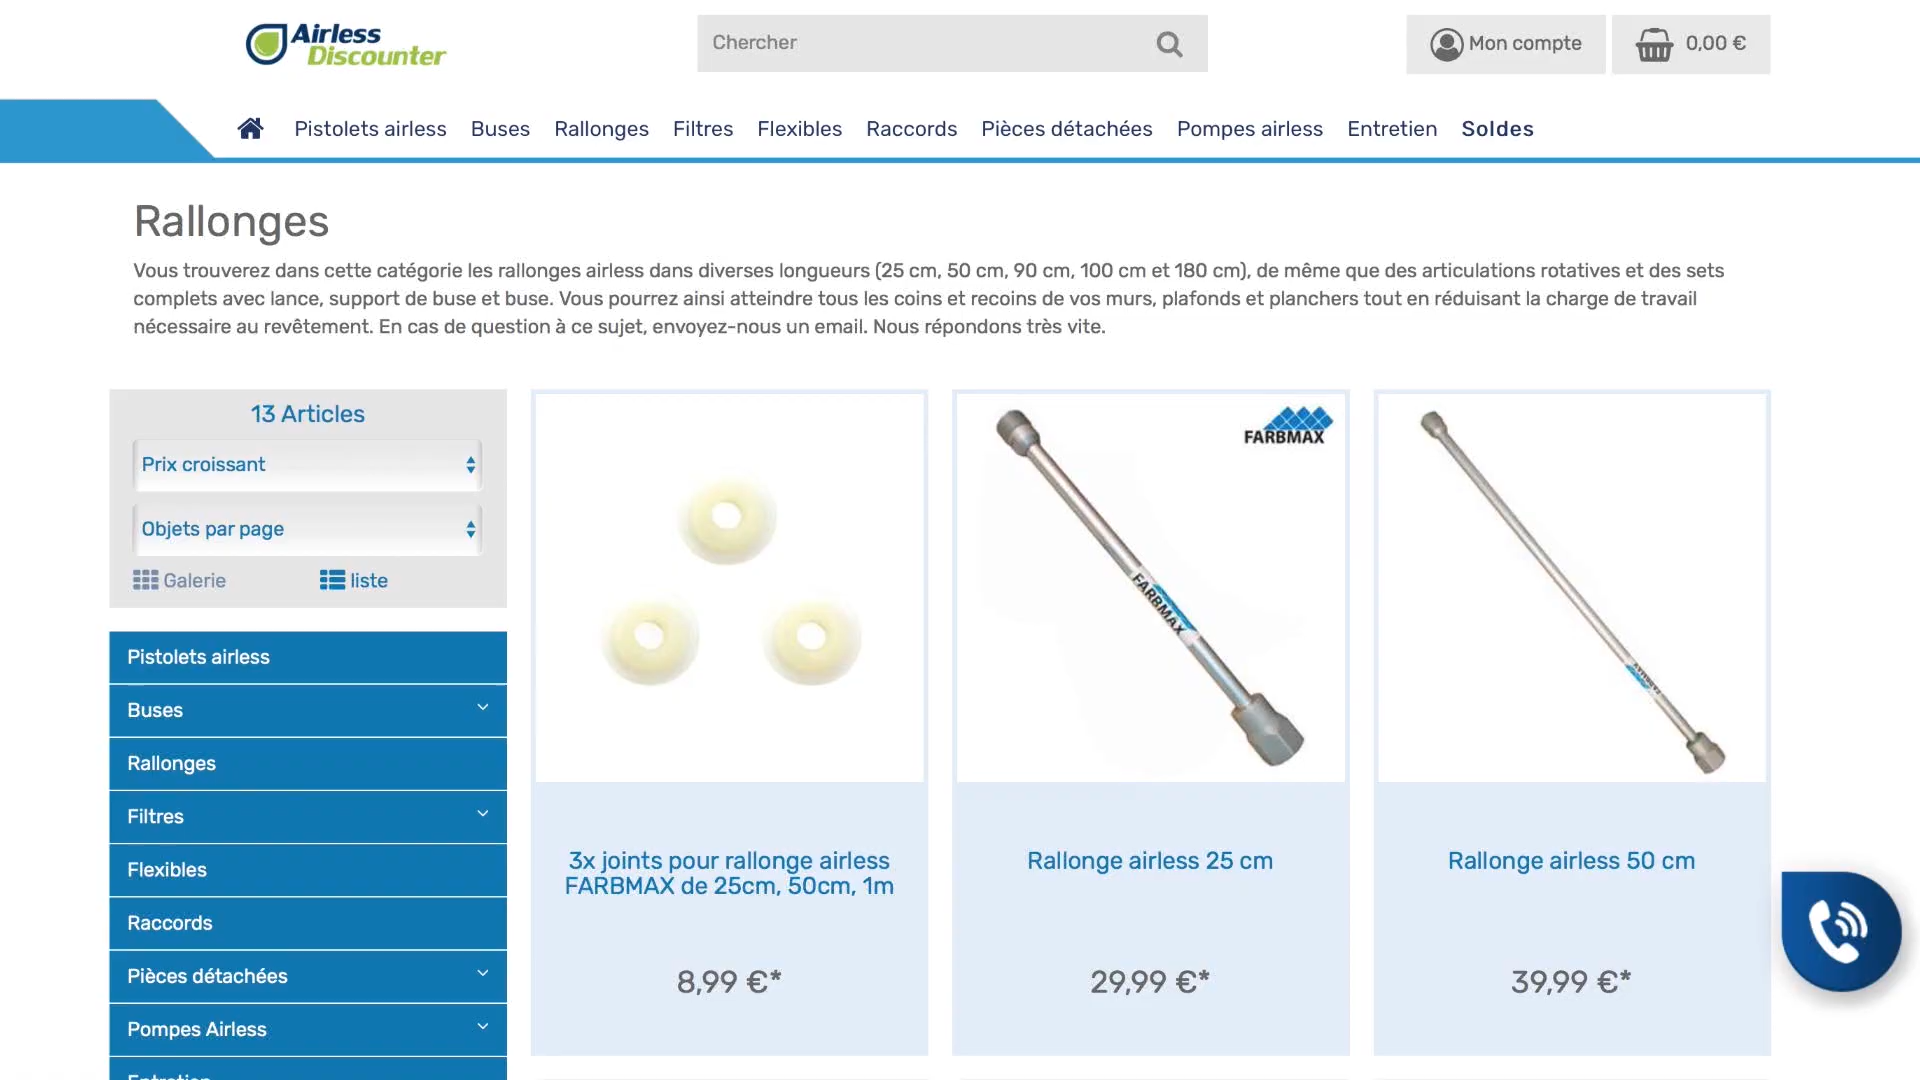 Airless
Discounter
Chercher
Mon compte
0,00 €
Pistolets airless
Buses
Rallonges
Filtres
Flexibles
Raccords
Pièces détachées
Pompes airless
Entretien
Soldes
Rallonges
Vous trouverez dans cette catégorie les rallonges airless dans diverses longueurs (25 cm, 50 cm, 90 cm, 100 cm et 180 cm), de même que des articulations rotatives et des sets
complets avec lance, support de buse et buse. Vous pourrez ainsi atteindre tous les coins et recoins de vos murs, plafonds et planchers tout en réduisant la charge de travail
nécessaire au revêtement. En cas de question à ce sujet, envoyez-nous un email. Nous répondons très vite.
13 Articles
Prix croissant
Objets par page
Galerie
liste
Pistolets airless
Buses
Rallonges
Filtres
Flexibles
Raccords
Pièces détachées
Pompes Airless
Entretien
3x joints pour rallonge airless
FARBMAX de 25cm, 50cm, 1m
8,99 €*
FARBMAX
FARBMAX
Rallonge airless 25 cm
29,99 €*
Rallonge airless 50 cm
39,99 €*